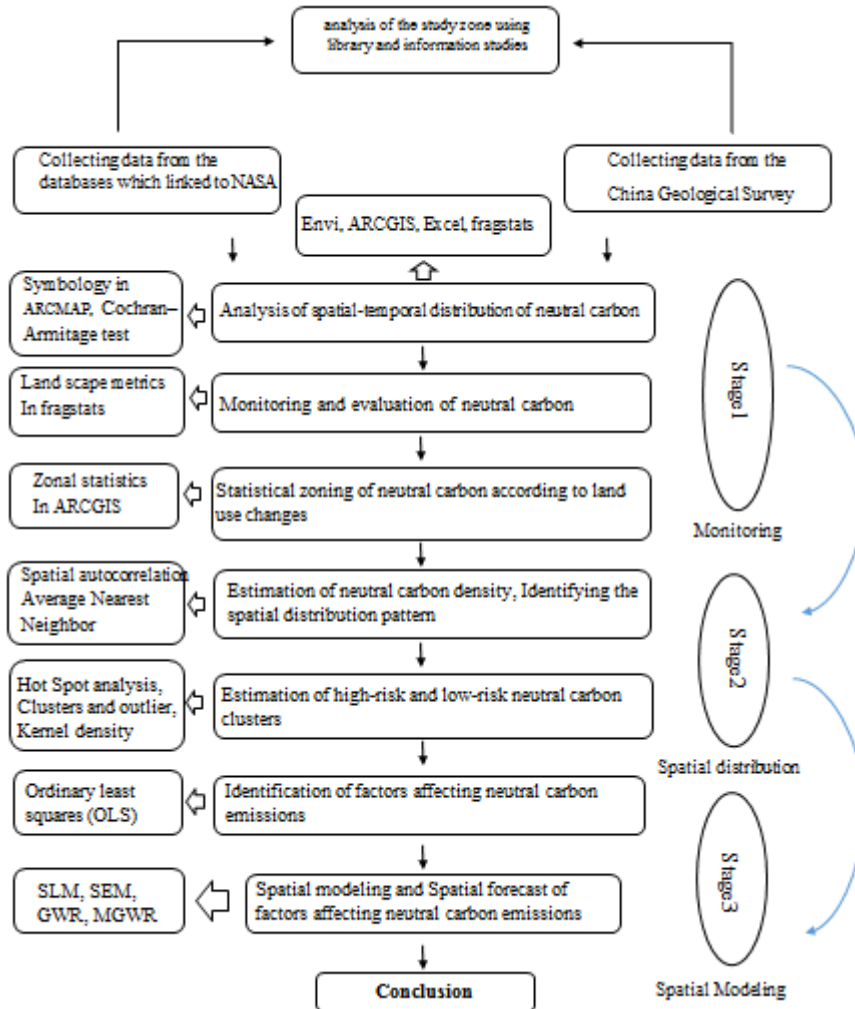 analysis of the study zone using
library and information studies
Collecting data from the
databases which linked to NASA
Collecting data from the
China Geological Survey
Envi, ARCGIS, Excel, fragstats
Symbology in
ARCMAP, Cochran–
Armitage test
Analysis of spatial-temporal distribution of neutral carbon
Land scape metrics
In fragstats
Monitoring and evaluation of neutral carbon
Stage1
Monitoring
Zonal statistics
In ARCGIS
Statistical zoning of neutral carbon according to land
use changes
Spatial autocorrelation
Average Nearest
Neighbor
Estimation of neutral carbon density, Identifying the
spatial distribution pattern
Stage2
Spatial distribution
Hot Spot analysis,
Clusters and outlier,
Kernel density
Estimation of high-risk and low-risk neutral carbon
clusters
Ordinary least
squares (OLS)
Identification of factors affecting neutral carbon
emissions
SLM, SEM,
GWR, MGWR
Spatial modeling and Spatial forecast of
factors affecting neutral carbon emissions
Stage3
Spatial Modeling
Conclusion